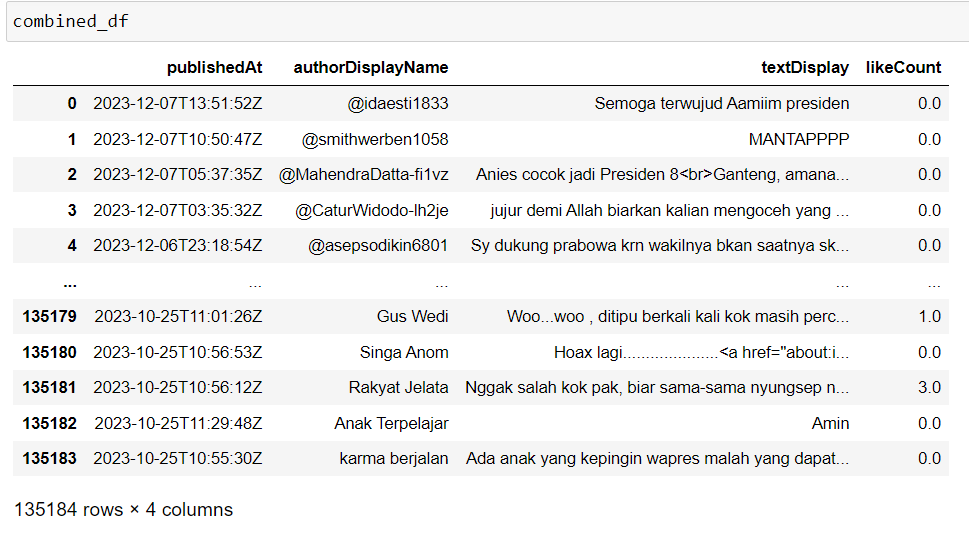 combined_df
publishedAt authorDisplayName textDisplay likeCount
0 2023-12-07T13:51:52Z @idaesti1833 Semoga terwujud Aamiim presiden 0.0
1 2023-12-07T10:50:47Z @smithwerben1058 MANTAPPPP 0.0
2 2023-12-07T05:37:35Z @MahendraDatta-fi1vz Anies cocok jadi Presiden 8<br>Ganteng, amana... 0.0
3 2023-12-07T03:35:32Z @CaturWidodo-lh2je jujur demi Allah biarkan kalian mengoceh yang ... 0.0
4 2023-12-06T23:18:54Z @asepsodikin6801 Sy dukung prabowa krn wakilnya bkan saatnya sk... 0.0
... ... ... ... ...
135179 2023-10-25T11:01:26Z Gus Wedi Woo...woo , ditipu berkali kali kok masih perc... 1.0
135180 2023-10-25T10:56:53Z Singa Anom Hoax lagi.....................<a href="about:i... 0.0
135181 2023-10-25T10:56:12Z Rakyat Jelata Nggak salah kok pak, biar sama-sama nyungsep n... 3.0
135182 2023-10-25T11:29:48Z Anak Terpelajar Amin 0.0
135183 2023-10-25T10:55:30Z karma berjalan Ada anak yang kepingin wapres malah yang dapat... 0.0
135184 rows × 4 columns